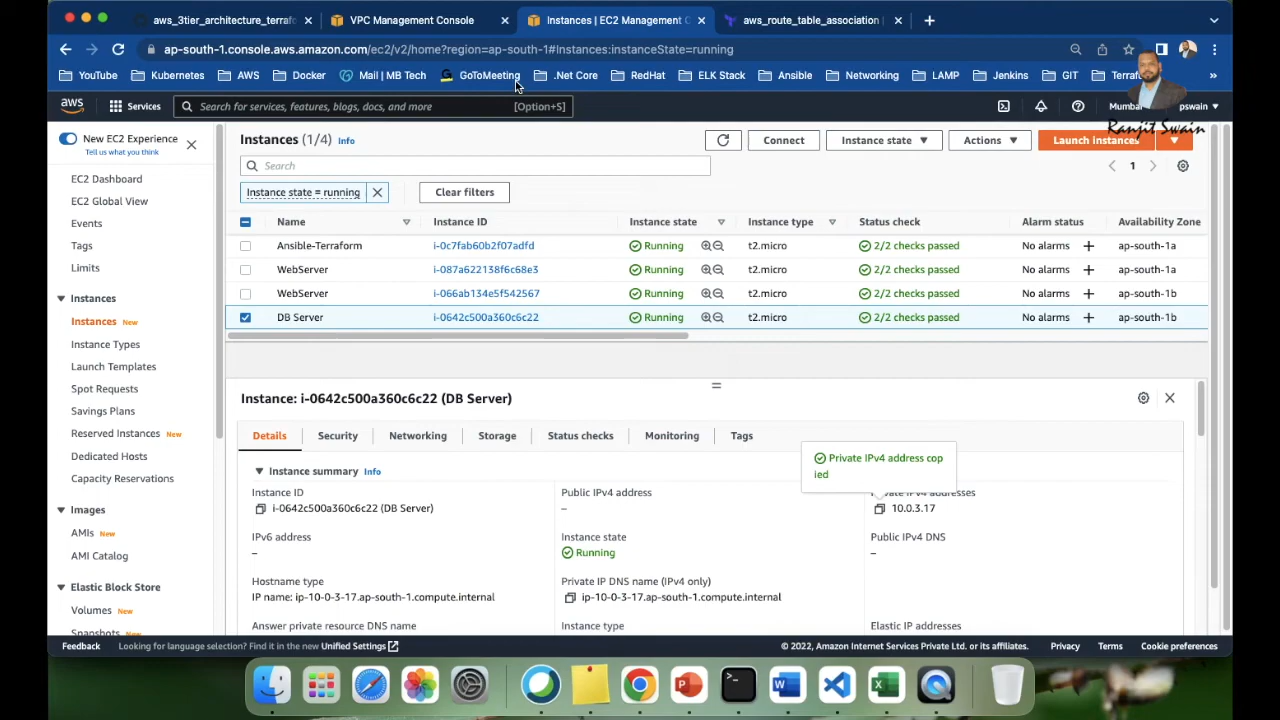 aws_3tier_architecture_terraf
VPC Management Console
Instances | EC2 Management C
aws_route_table_association |
ap-south-1.console.aws.amazon.com/ec2/v2/home?region=ap-south-1#Instances:instanceState=running
YouTube
Kubernetes
AWS
Docker
Mail | MB Tech
GoToMeeting
.Net Core
RedHat
ELK Stack
Ansible
Networking
LAMP
Jenkins
GIT
Terraf
»
aws
Services
Search for services, features, blogs, docs, and more
[Option+S]
Mumbai
pswain
Ranjit Swain
New EC2 Experience
Tell us what you think
EC2 Dashboard
EC2 Global View
Events
Tags
Limits
Instances
Instances New
Instance Types
Launch Templates
Spot Requests
Savings Plans
Reserved Instances New
Dedicated Hosts
Capacity Reservations
Images
AMIs New
AMI Catalog
Elastic Block Store
Volumes New
Snapshots New
Instances (1/4) Info
Connect
Instance state
Actions
Launch instances
Search
1
Instance state = running
Clear filters
Name Instance ID Instance state Instance type Status check Alarm status Availability Zone
Ansible-Terraform i-0c7fab60b2f07adfd Running t2.micro 2/2 checks passed No alarms + ap-south-1a
WebServer i-087a622138f6c68e3 Running t2.micro 2/2 checks passed No alarms + ap-south-1a
WebServer i-066ab134e5f542567 Running t2.micro 2/2 checks passed No alarms + ap-south-1b
DB Server i-0642c500a360c6c22 Running t2.micro 2/2 checks passed No alarms + ap-south-1b
Instance: i-0642c500a360c6c22 (DB Server)
Details Security Networking Storage Status checks Monitoring Tags
Private IPv4 address cop
ied
Instance summary Info
Instance ID
i-0642c500a360c6c22 (DB Server)
Public IPv4 address
–
Private IPv4 addresses
10.0.3.17
IPv6 address
–
Instance state
Running
Public IPv4 DNS
–
Hostname type
IP name: ip-10-0-3-17.ap-south-1.compute.internal
Private IP DNS name (IPv4 only)
ip-10-0-3-17.ap-south-1.compute.internal
Answer private resource DNS name
Instance type
Elastic IP addresses
Feedback
Looking for language selection? Find it in the new Unified Settings
© 2022, Amazon Internet Services Private Ltd. or its affiliates.
Privacy
Terms
Cookie preferences